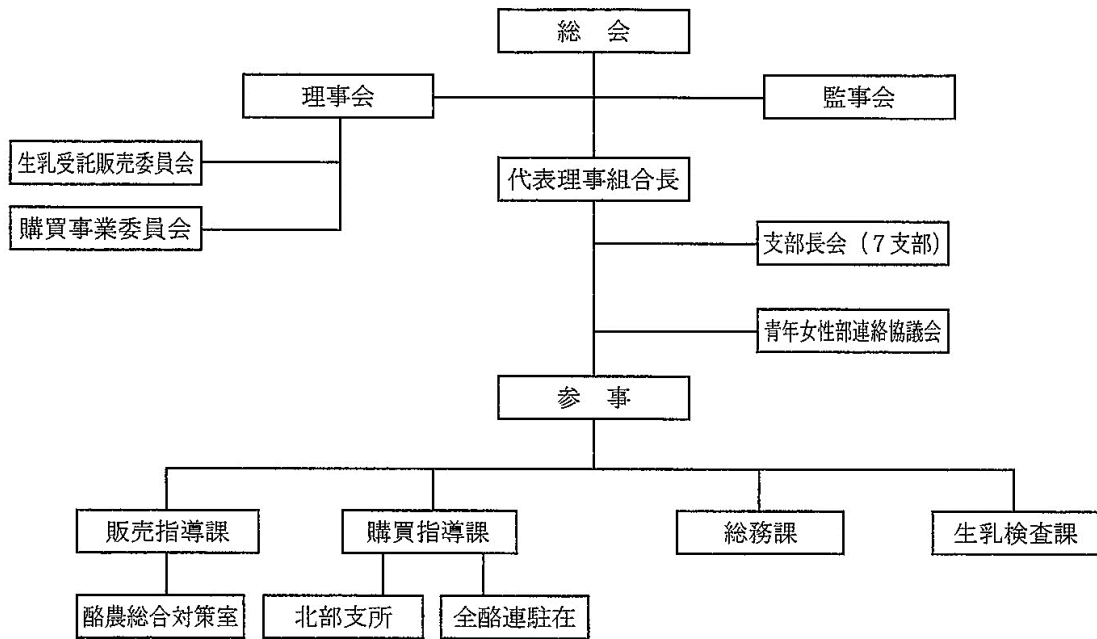 総　会
理事会
監事会
生乳受託販売委員会
代表理事組合長
購買事業委員会
支部長会（7支部）
青年女性部連絡協議会
参　事
販売指導課
購買指導課
総務課
生乳検査課
酪農総合対策室
北部支所
全酪連駐在